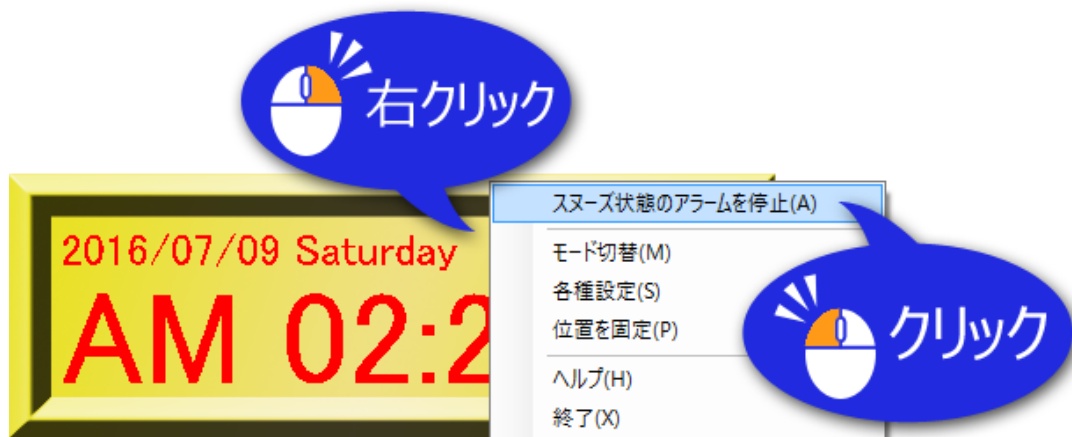 右クリック
2016/07/09 Saturday
AM 02:2
スヌーズ状態のアラームを停止(A)
モード切替(M)
各種設定(S)
位置を固定(P)
ヘルプ(H)
終了(X)
クリック